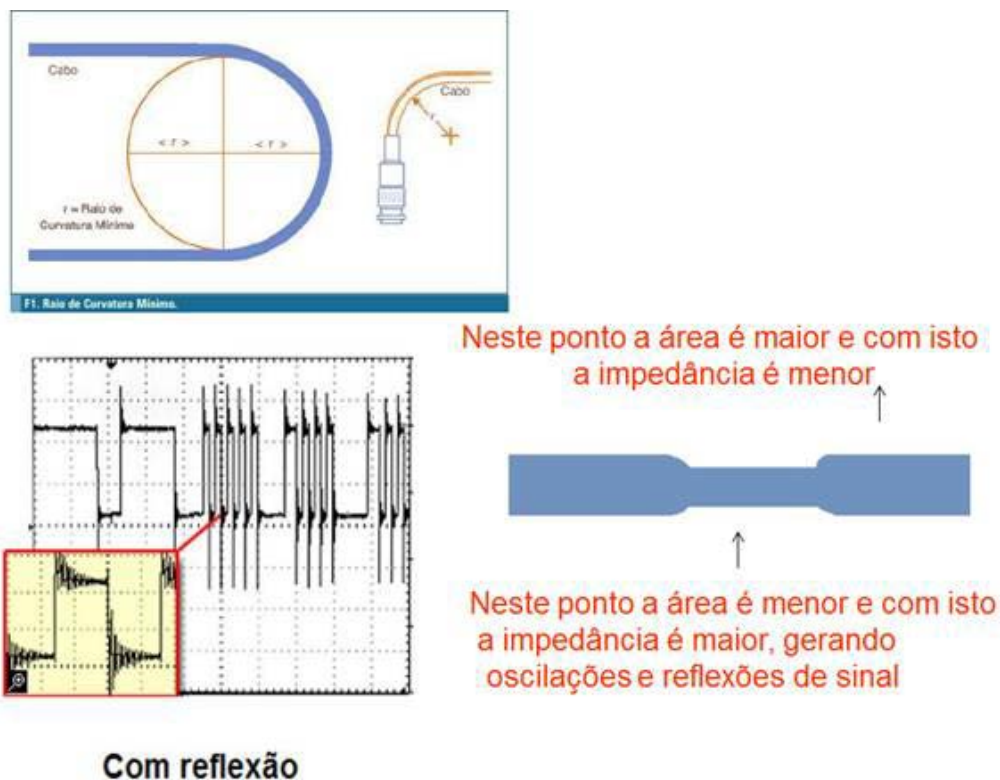 Cabo
Cabo
< r >
< r >
r = Raio de
Curvatura Mínimo
F1. Raio de Curvatura Mínimo.
Neste ponto a área é maior e com isto
a impedância é menor
Neste ponto a área é menor e com isto
a impedância é maior, gerando
oscilações e reflexões de sinal
Com reflexão